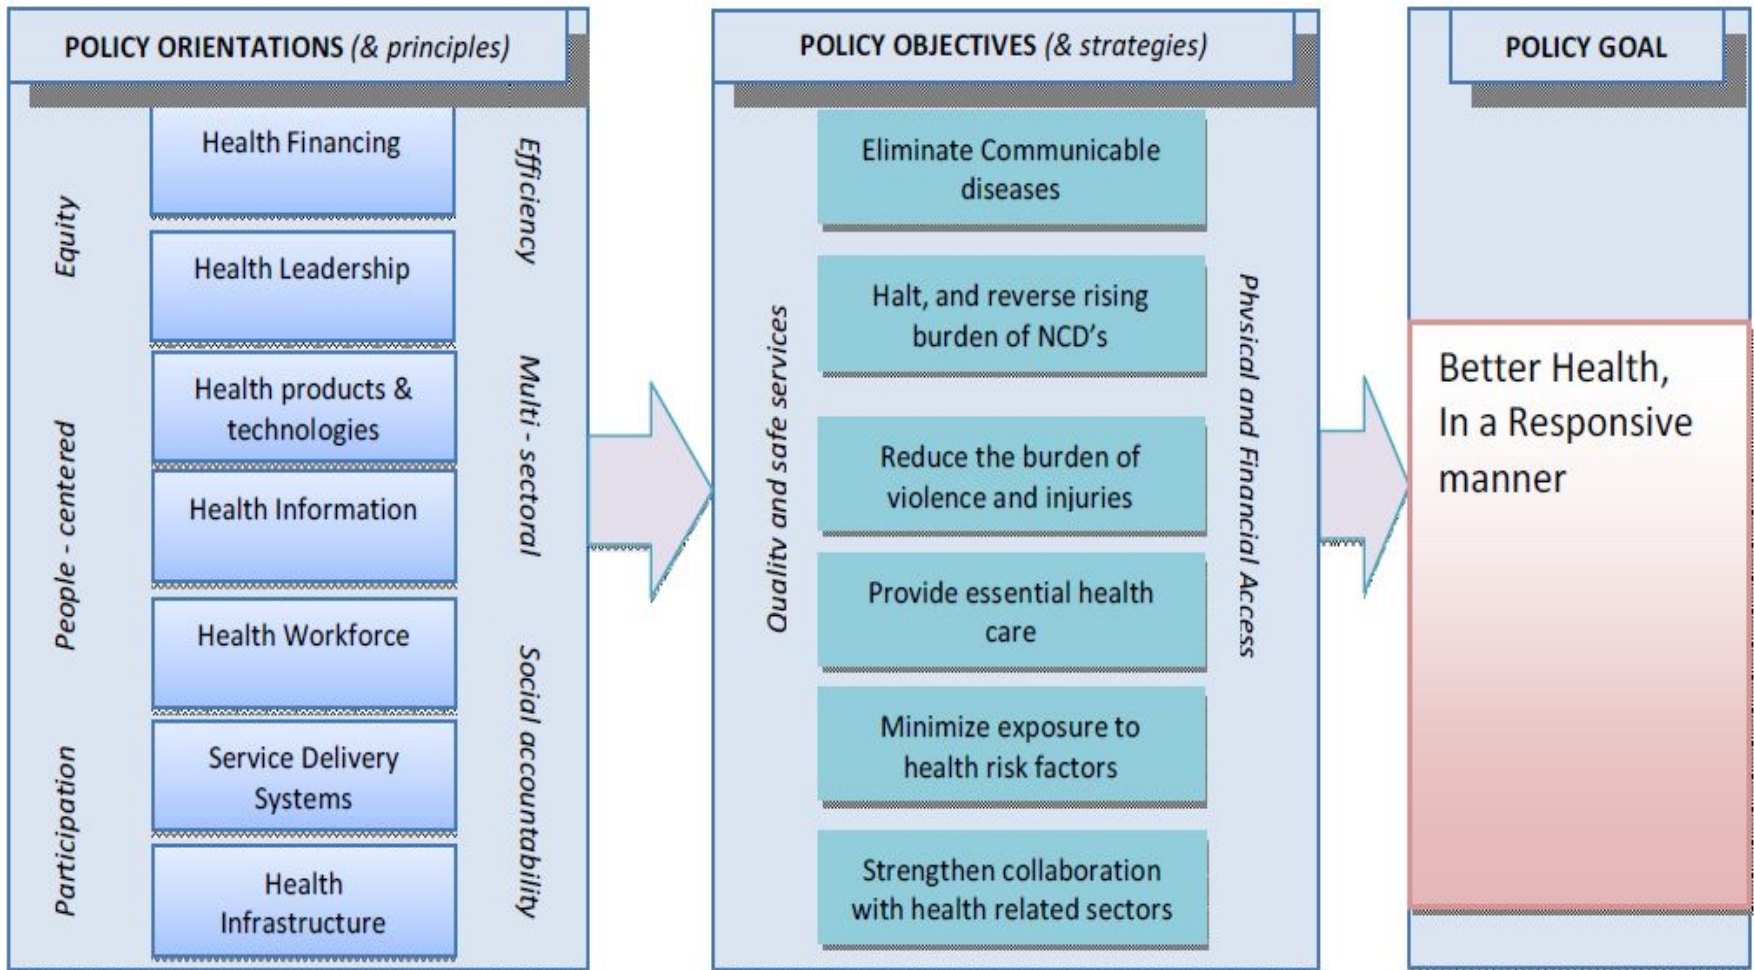 POLICY ORIENTATIONS (& principles)
Equity
People - centered
Participation
Health Financing
Health Leadership
Health products &
technologies
Health Information
Health Workforce
Service Delivery
Systems
Health
Infrastructure
Efficiency
Multi - sectoral
Social accountability
POLICY OBJECTIVES (& strategies)
Quality and safe services
Eliminate Communicable
diseases
Halt, and reverse rising
burden of NCD's
Reduce the burden of
violence and injuries
Provide essential health
care
Minimize exposure to
health risk factors
Strengthen collaboration
with health related sectors
Physical and Financial Access
POLICY GOAL
Better Health,
In a Responsive
manner